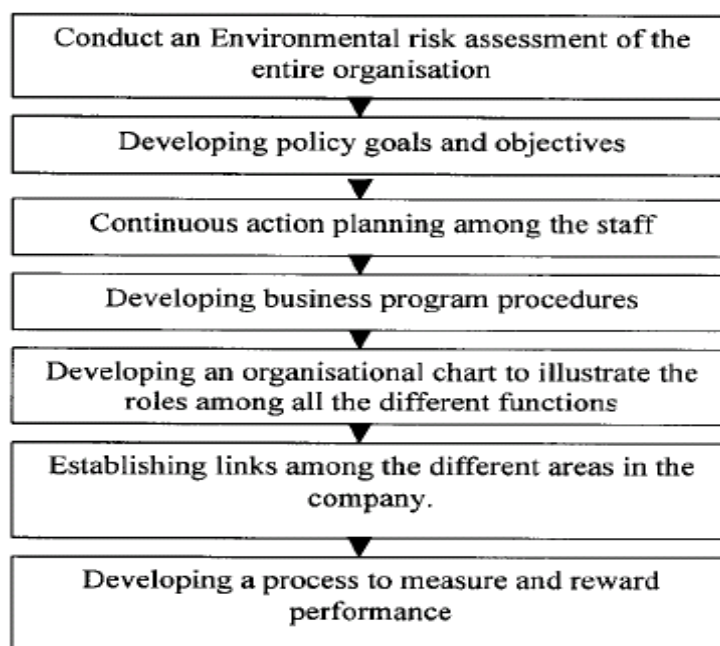 Conduct an Environmental risk assessment of the
entire organisation
Developing policy goals and objectives
Continuous action planning among the staff
Developing business program procedures
Developing an organisational chart to illustrate the
roles among all the different functions
Establishing links among the different areas in the
company.
Developing a process to measure and reward
performance